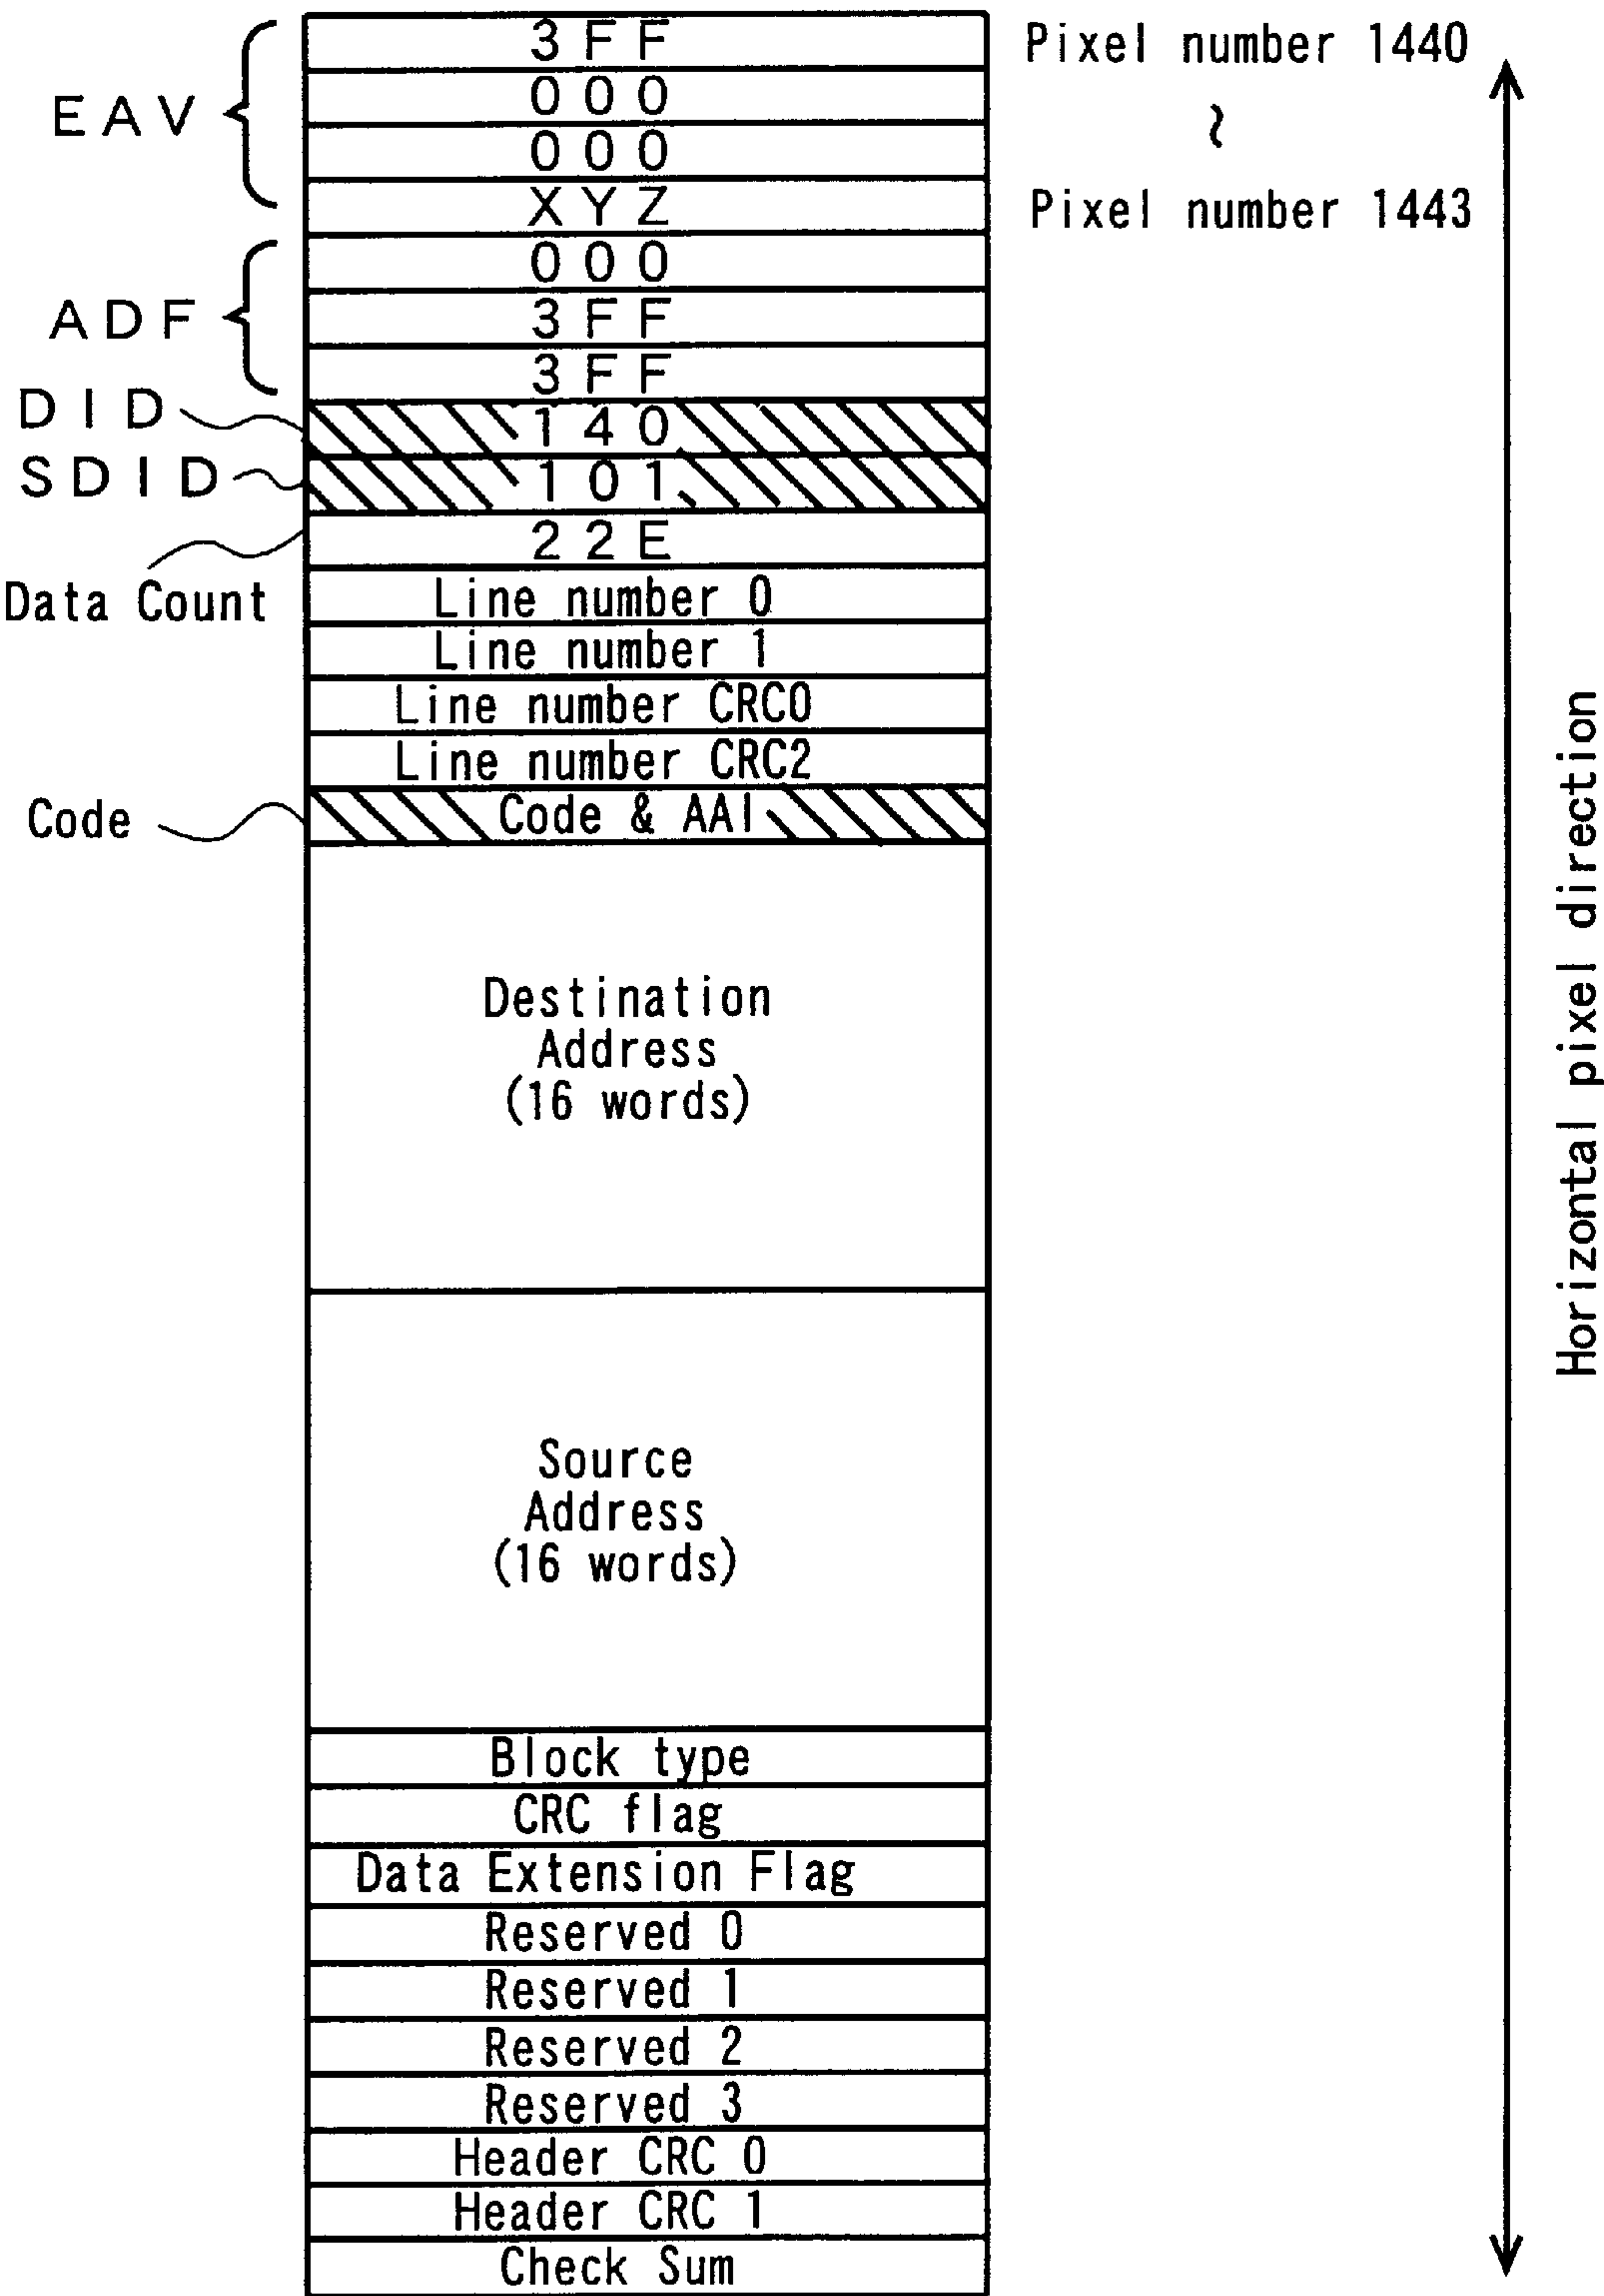 3FF Pixel number 1440
EAV
000
~
000
XYZ Pixel number 1443
000
ADF
3FF
3FF
DID
140
SDID
101
22E
Data Count
Line number 0
Line number 1
Line number CRC0
Line number CRC2
Code
Code & AAI
Destination
Address
(16 words)
Source
Address
(16 words)
Block type
CRC flag
Data Extension Flag
Reserved 0
Reserved 1
Reserved 2
Reserved 3
Header CRC 0
Header CRC 1
Check Sum
Horizontal pixel direction